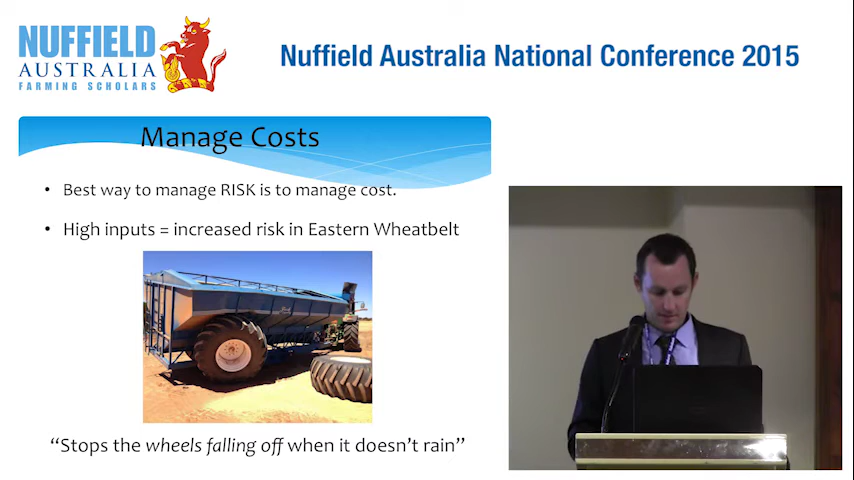 NUFFIELD
AUSTRALIA
FARMING SCHOLARS
Nuffield Australia National Conference 2015
Manage Costs
• Best way to manage RISK is to manage cost.
• High inputs = increased risk in Eastern Wheatbelt
“Stops the wheels falling off when it doesn’t rain”